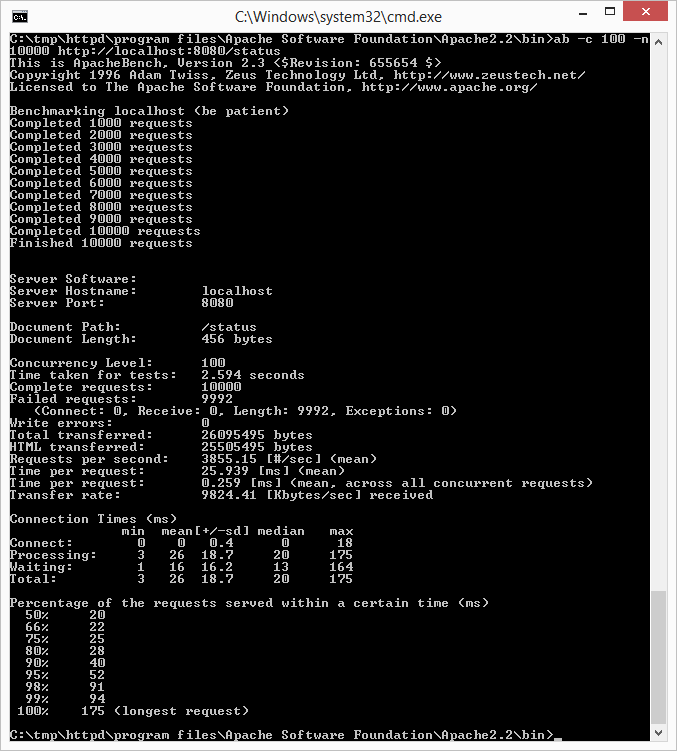 C:\Windows\system32\cmd.exe
C:\tmp\httpd\program files\Apache Software Foundation\Apache2.2\bin>ab -c 100 -n
10000 http://localhost:8080/status
This is ApacheBench, Version 2.3 <$Revision: 655654 $>
Copyright 1996 Adam Twiss, Zeus Technology Ltd, http://www.zeustech.net/
Licensed to The Apache Software Foundation, http://www.apache.org/

Benchmarking localhost (be patient)
Completed 1000 requests
Completed 2000 requests
Completed 3000 requests
Completed 4000 requests
Completed 5000 requests
Completed 6000 requests
Completed 7000 requests
Completed 8000 requests
Completed 9000 requests
Completed 10000 requests
Finished 10000 requests

Server Software:
Server Hostname:        localhost
Server Port:            8080

Document Path:          /status
Document Length:        456 bytes

Concurrency Level:      100
Time taken for tests:   2.594 seconds
Complete requests:      10000
Failed requests:        9992
   (Connect: 0, Receive: 0, Length: 9992, Exceptions: 0)
Write errors:           0
Total transferred:      26095495 bytes
HTML transferred:       25505495 bytes
Requests per second:    3855.15 [#/sec] (mean)
Time per request:       25.939 [ms] (mean)
Time per request:       0.259 [ms] (mean, across all concurrent requests)
Transfer rate:          9824.41 [Kbytes/sec] received

Connection Times (ms)
              min  mean[+/-sd] median   max
Connect:        0    0   0.4      0      18
Processing:     3   26  18.7     20     175
Waiting:        1   16  16.2     13     164
Total:          3   26  18.7     20     175

Percentage of the requests served within a certain time (ms)
  50%     20
  66%     22
  75%     25
  80%     28
  90%     40
  95%     52
  98%     91
  99%     94
 100%    175 (longest request)

C:\tmp\httpd\program files\Apache Software Foundation\Apache2.2\bin>_